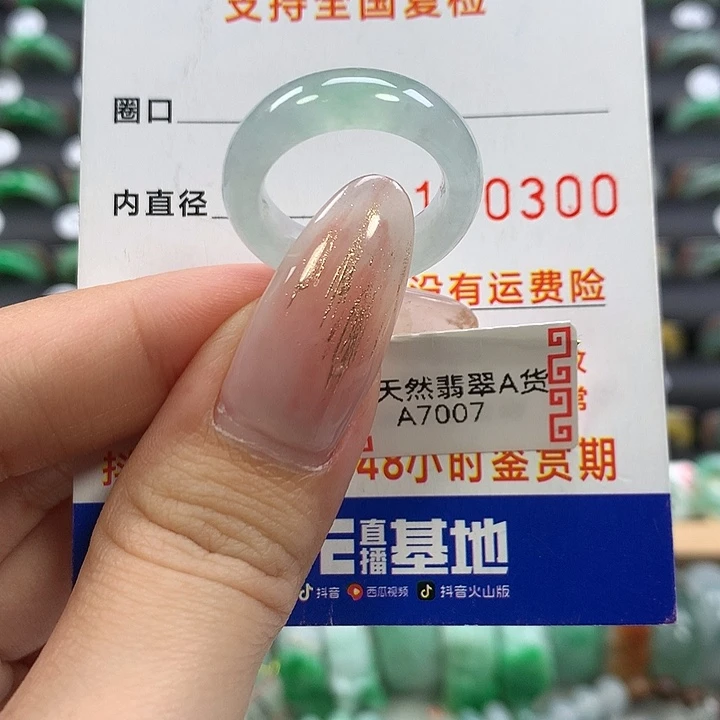 支持全国复检
圈口
内直径
1 0300
没有运费险
天然翡翠A货
A7007
48小时鉴赏期
直播基地
抖音 西瓜视频 抖音火山版